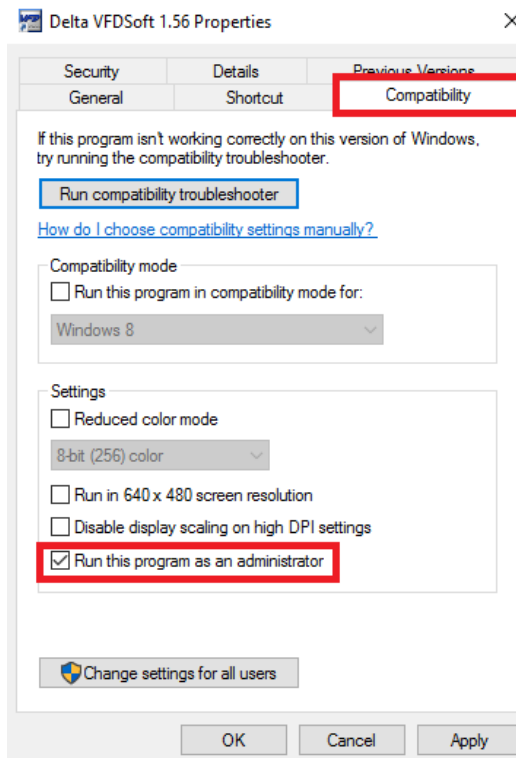 Delta VFDSoft 1.56 Properties
Security Details Previous Versions
General Shortcut Compatibility
If this program isn't working correctly on this version of Windows,
try running the compatibility troubleshooter.
Run compatibility troubleshooter
How do I choose compatibility settings manually?
Compatibility mode
Run this program in compatibility mode for:
Windows 8
Settings
Reduced color mode
8-bit (256) color
Run in 640 x 480 screen resolution
Disable display scaling on high DPI settings
Run this program as an administrator
Change settings for all users
OK Cancel Apply